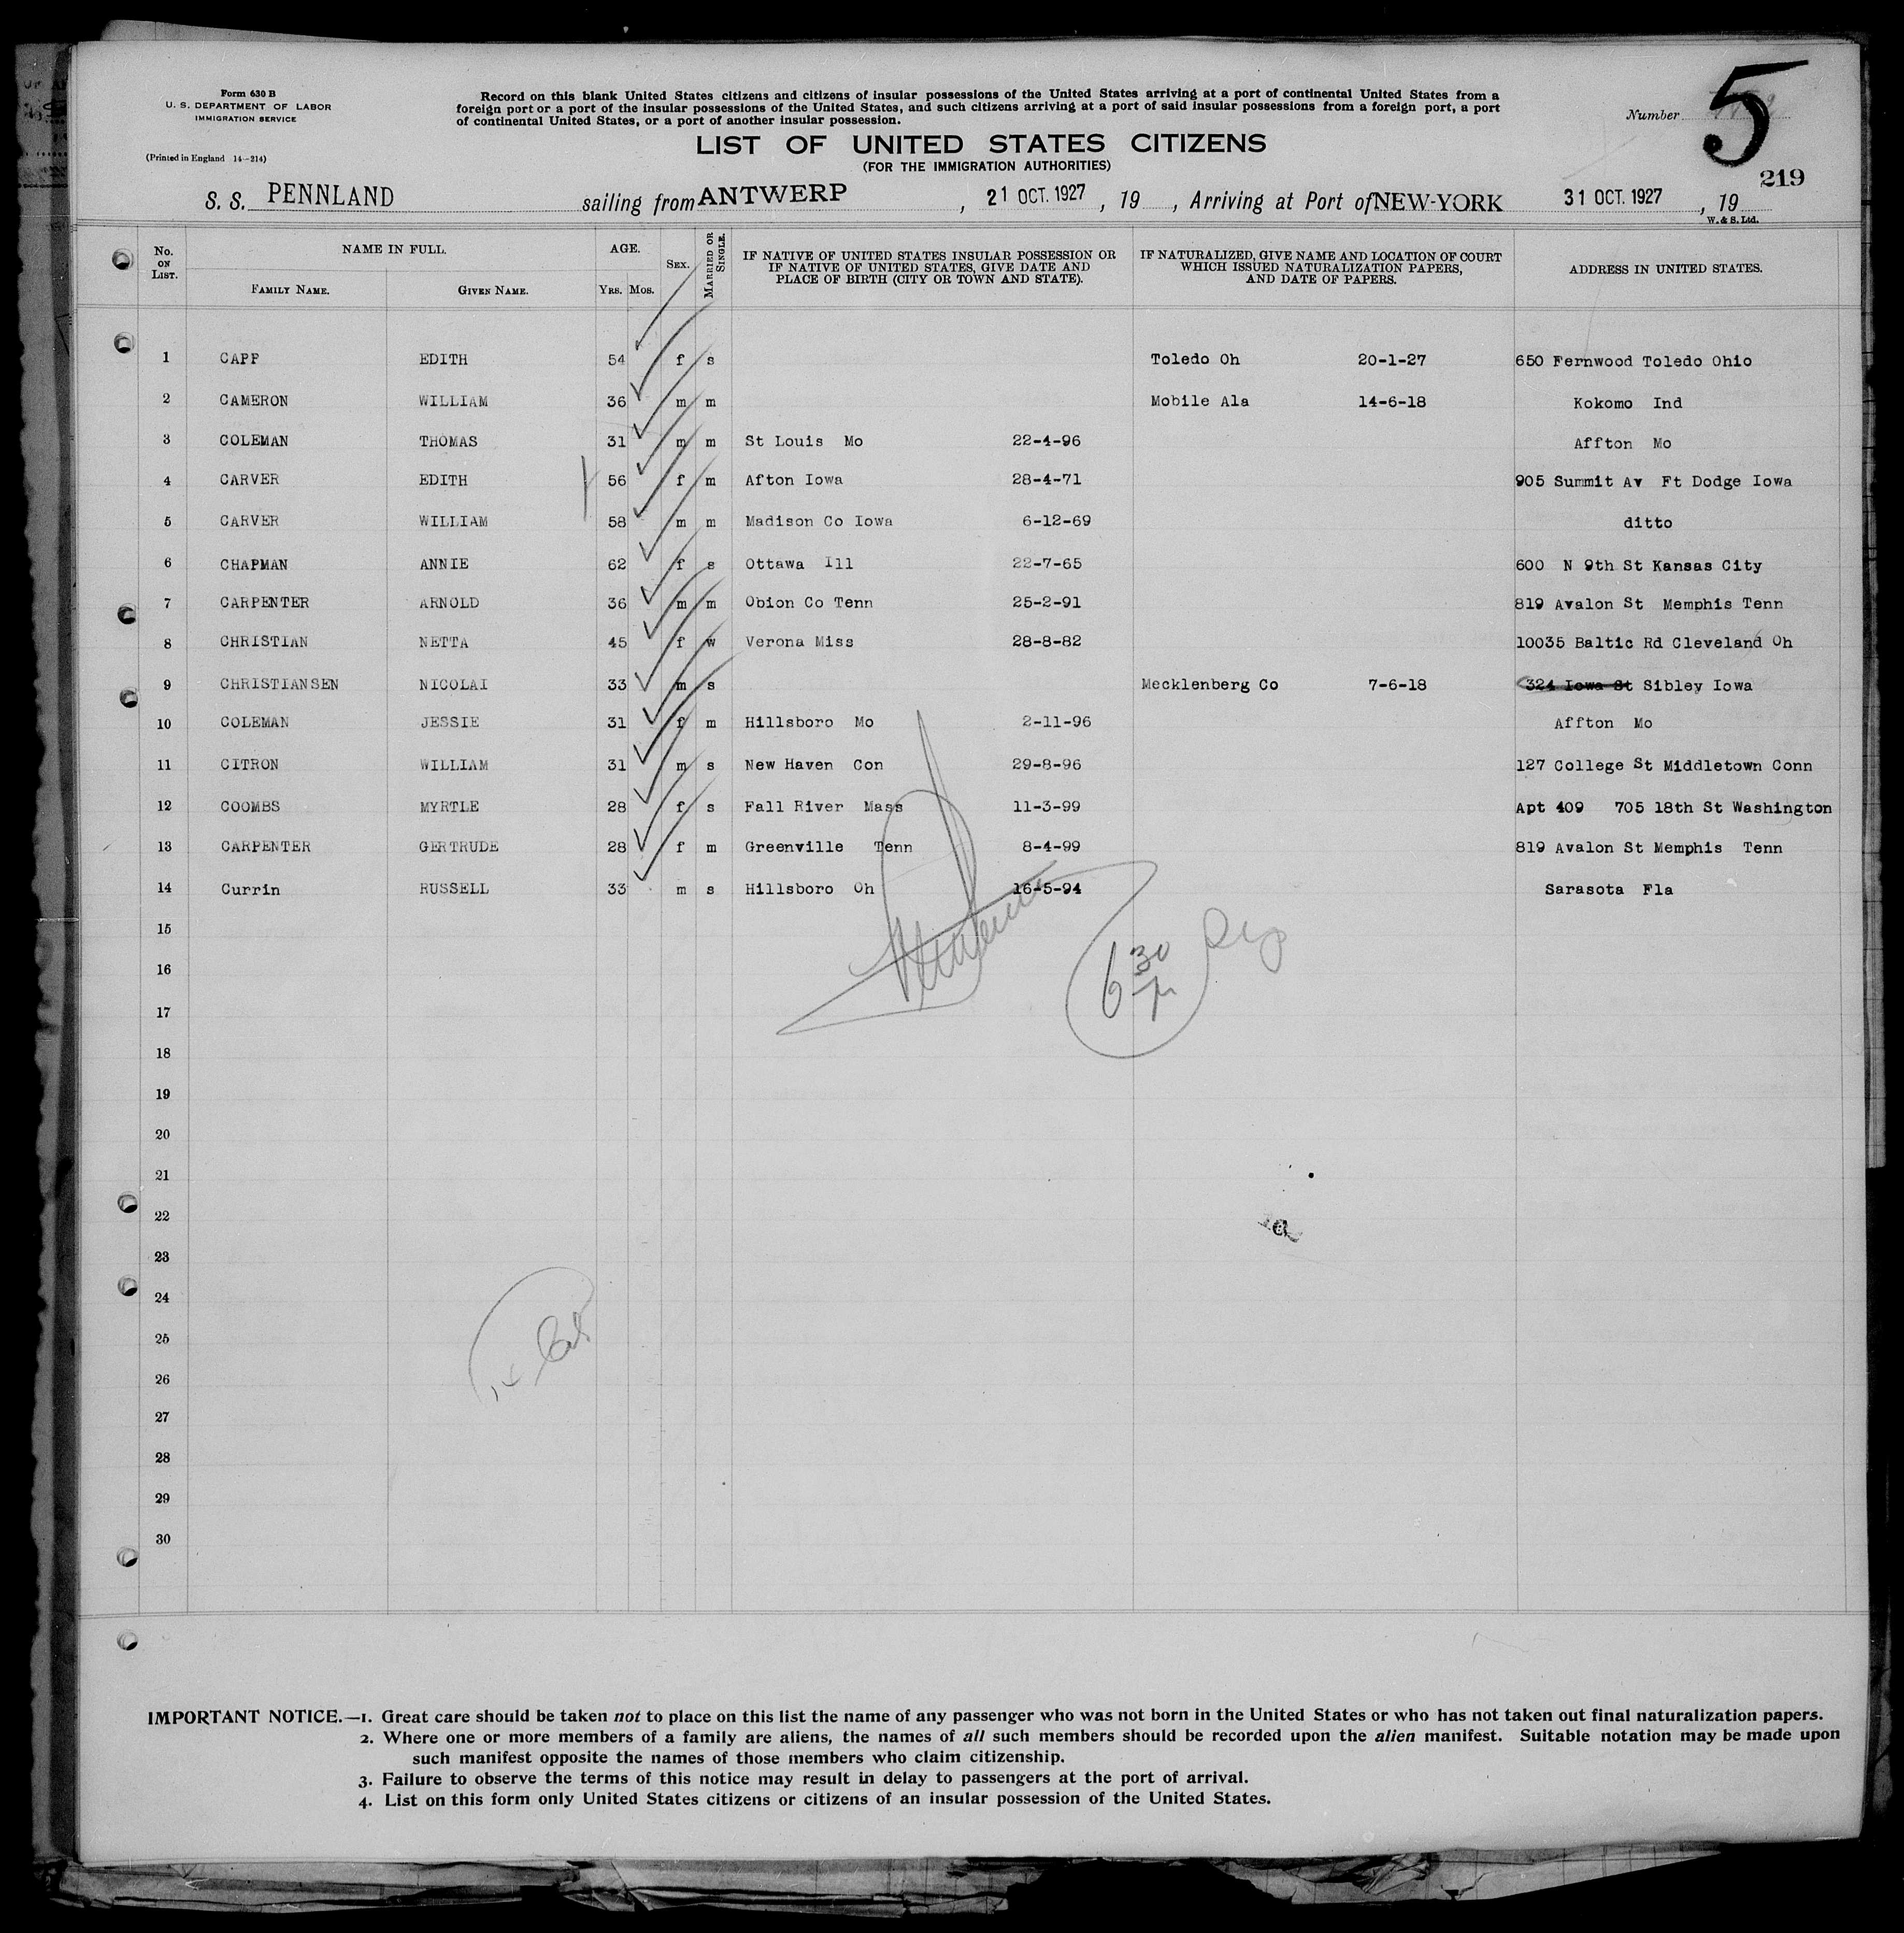 Form 630 B
U. S. DEPARTMENT OF LABOR
IMMIGRATION SERVICE
(Printed in England 14—214)
Record on this blank United States citizens and citizens of insular possessions of the United States arriving at a port of continental United States from a
foreign port or a port of the insular possessions of the United States, and such citizens arriving at a port of said insular possessions from a foreign port, a port
of continental United States, or a port of another insular possession.
LIST OF UNITED STATES CITIZENS
(FOR THE IMMIGRATION AUTHORITIES)
Number 5
219
S. S. PENNLAND sailing from ANTWERP, 21 OCT. 1927, 19, Arriving at Port of NEW-YORK 31 OCT. 1927, 19
W. & S. Ltd.
No. ON LIST. NAME IN FULL. AGE. SEX. MARRIED OR SINGLE. IF NATIVE OF UNITED STATES INSULAR POSSESSION OR IF NATIVE OF UNITED STATES, GIVE DATE AND PLACE OF BIRTH (CITY OR TOWN AND STATE). IF NATURALIZED, GIVE NAME AND LOCATION OF COURT WHICH ISSUED NATURALIZATION PAPERS, AND DATE OF PAPERS. ADDRESS IN UNITED STATES.
FAMILY NAME. GIVEN NAME. YRS. MOS.
1 CAPP EDITH 54 f s Toledo Oh 20-1-27 650 Fernwood Toledo Ohio
2 CAMERON WILLIAM 36 m m Mobile Ala 14-6-18 Kokomo Ind
3 COLEMAN THOMAS 31 m m St Louis Mo 22-4-96 Affton Mo
4 CARVER EDITH 56 f m Afton Iowa 28-4-71 905 Summit Av Ft Dodge Iowa
5 CARVER WILLIAM 58 m m Madison Co Iowa 6-12-69 ditto
6 CHAPMAN ANNIE 62 f s Ottawa Ill 22-7-65 600 N 9th St Kansas City
7 CARPENTER ARNOLD 36 m m Obion Co Tenn 25-2-91 819 Avalon St Memphis Tenn
8 CHRISTIAN NETTA 45 f w Verona Miss 28-8-82 10035 Baltic Rd Cleveland Oh
9 CHRISTIANSEN NICOLAI 33 m s Mecklenberg Co 7-6-18 324 Iowa St Sibley Iowa
10 COLEMAN JESSIE 31 f m Hillsboro Mo 2-11-96 Affton Mo
11 CITRON WILLIAM 31 m s New Haven Con 29-8-96 127 College St Middletown Conn
12 COOMBS MYRTLE 28 f s Fall River Mass 11-3-99 Apt 409 705 18th St Washington
13 CARPENTER GERTRUDE 28 f m Greenville Tenn 8-4-99 819 Avalon St Memphis Tenn
14 Currin RUSSELL 33 m s Hillsboro Oh 16-5-94 Sarasota Fla
15
16
6 30
17
18
19
20
21
22
23
24
25
26
27
28
29
30
IMPORTANT NOTICE.—1. Great care should be taken not to place on this list the name of any passenger who was not born in the United States or who has not taken out final naturalization papers.
2. Where one or more members of a family are aliens, the names of all such members should be recorded upon the alien manifest. Suitable notation may be made upon
such manifest opposite the names of those members who claim citizenship.
3. Failure to observe the terms of this notice may result in delay to passengers at the port of arrival.
4. List on this form only United States citizens or citizens of an insular possession of the United States.